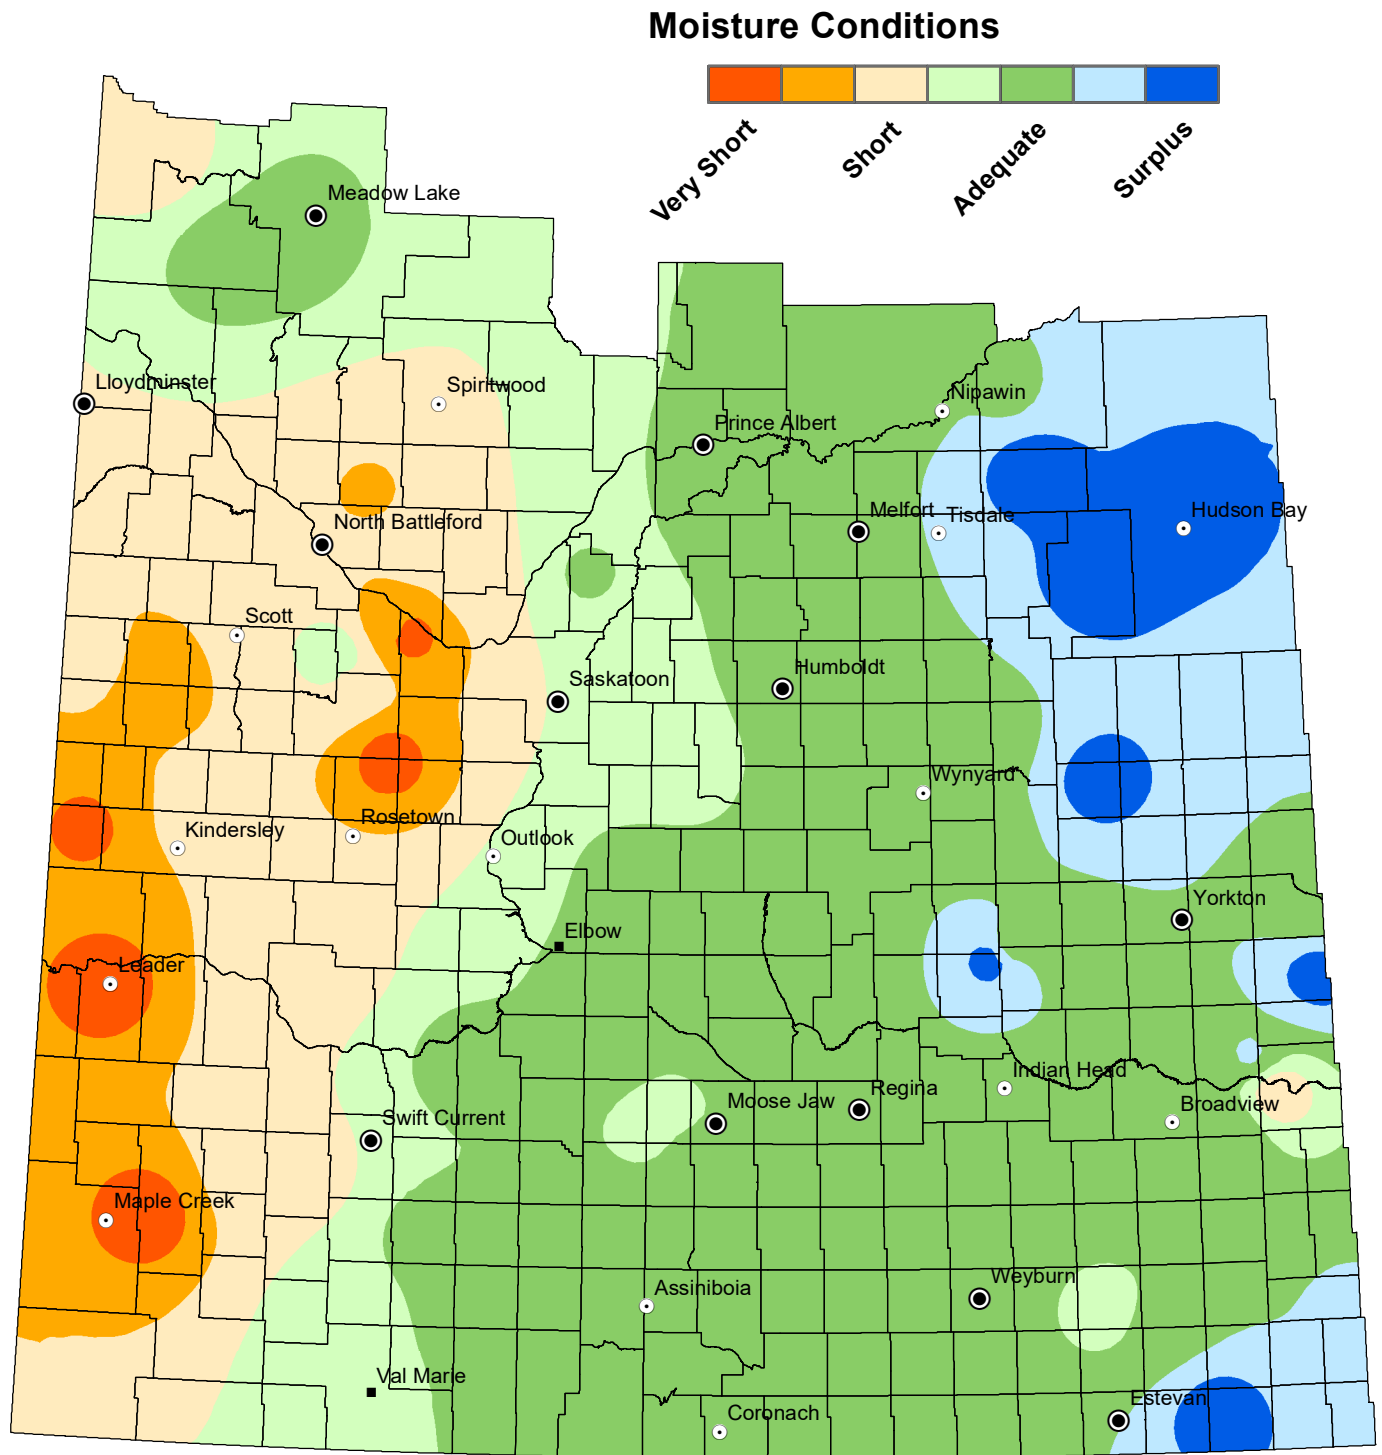 Moisture Conditions
Very Short
Short
Adequate
Surplus
Meadow Lake
Lloydminster
Spiritwood
Nipawin
Prince Albert
North Battleford
Melfort
Tisdale
Hudson Bay
Scott
Saskatoon
Humboldt
Wynyard
Kindersley
Rosetown
Outlook
Yorkton
Elbow
Leader
Indian Head
Regina
Moose Jaw
Broadview
Swift Current
Maple Creek
Weyburn
Assiniboia
Val Marie
Estevan
Coronach